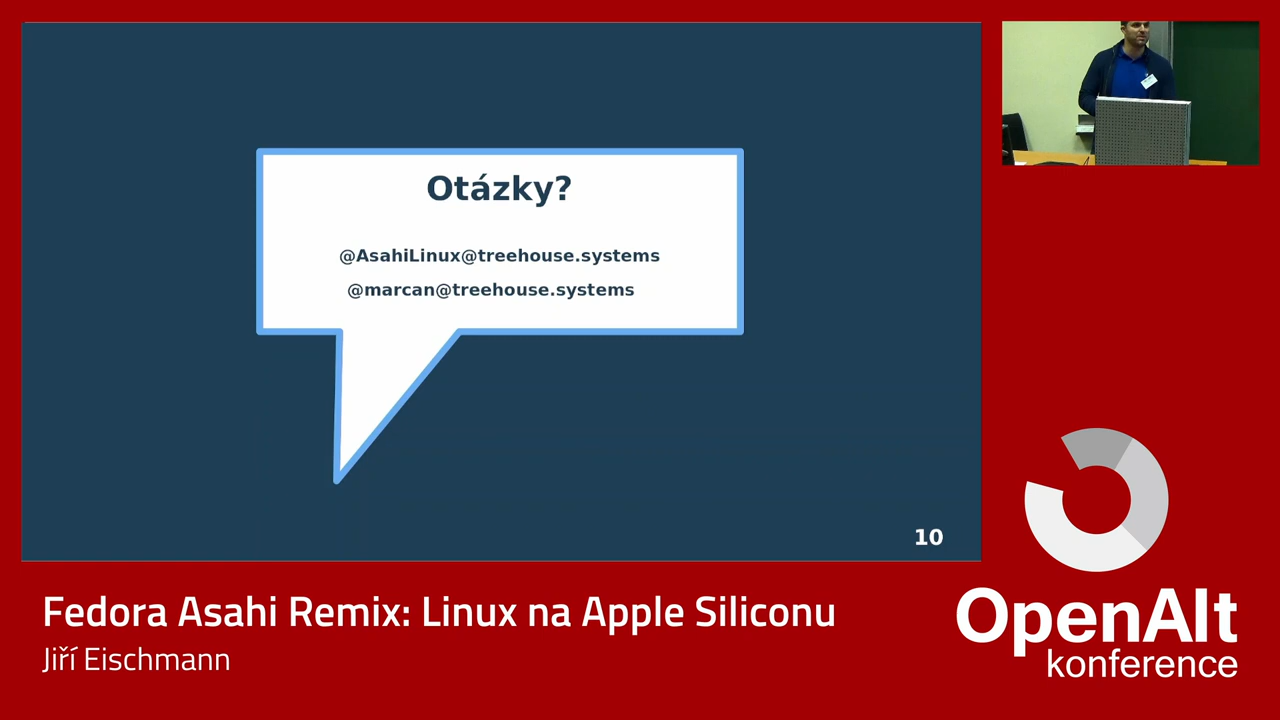 Otázky?
@AsahiLinux@treehouse.systems
@marcan@treehouse.systems
10
Fedora Asahi Remix: Linux na Apple Siliconu
Jiří Eischmann
OpenAlt
konference